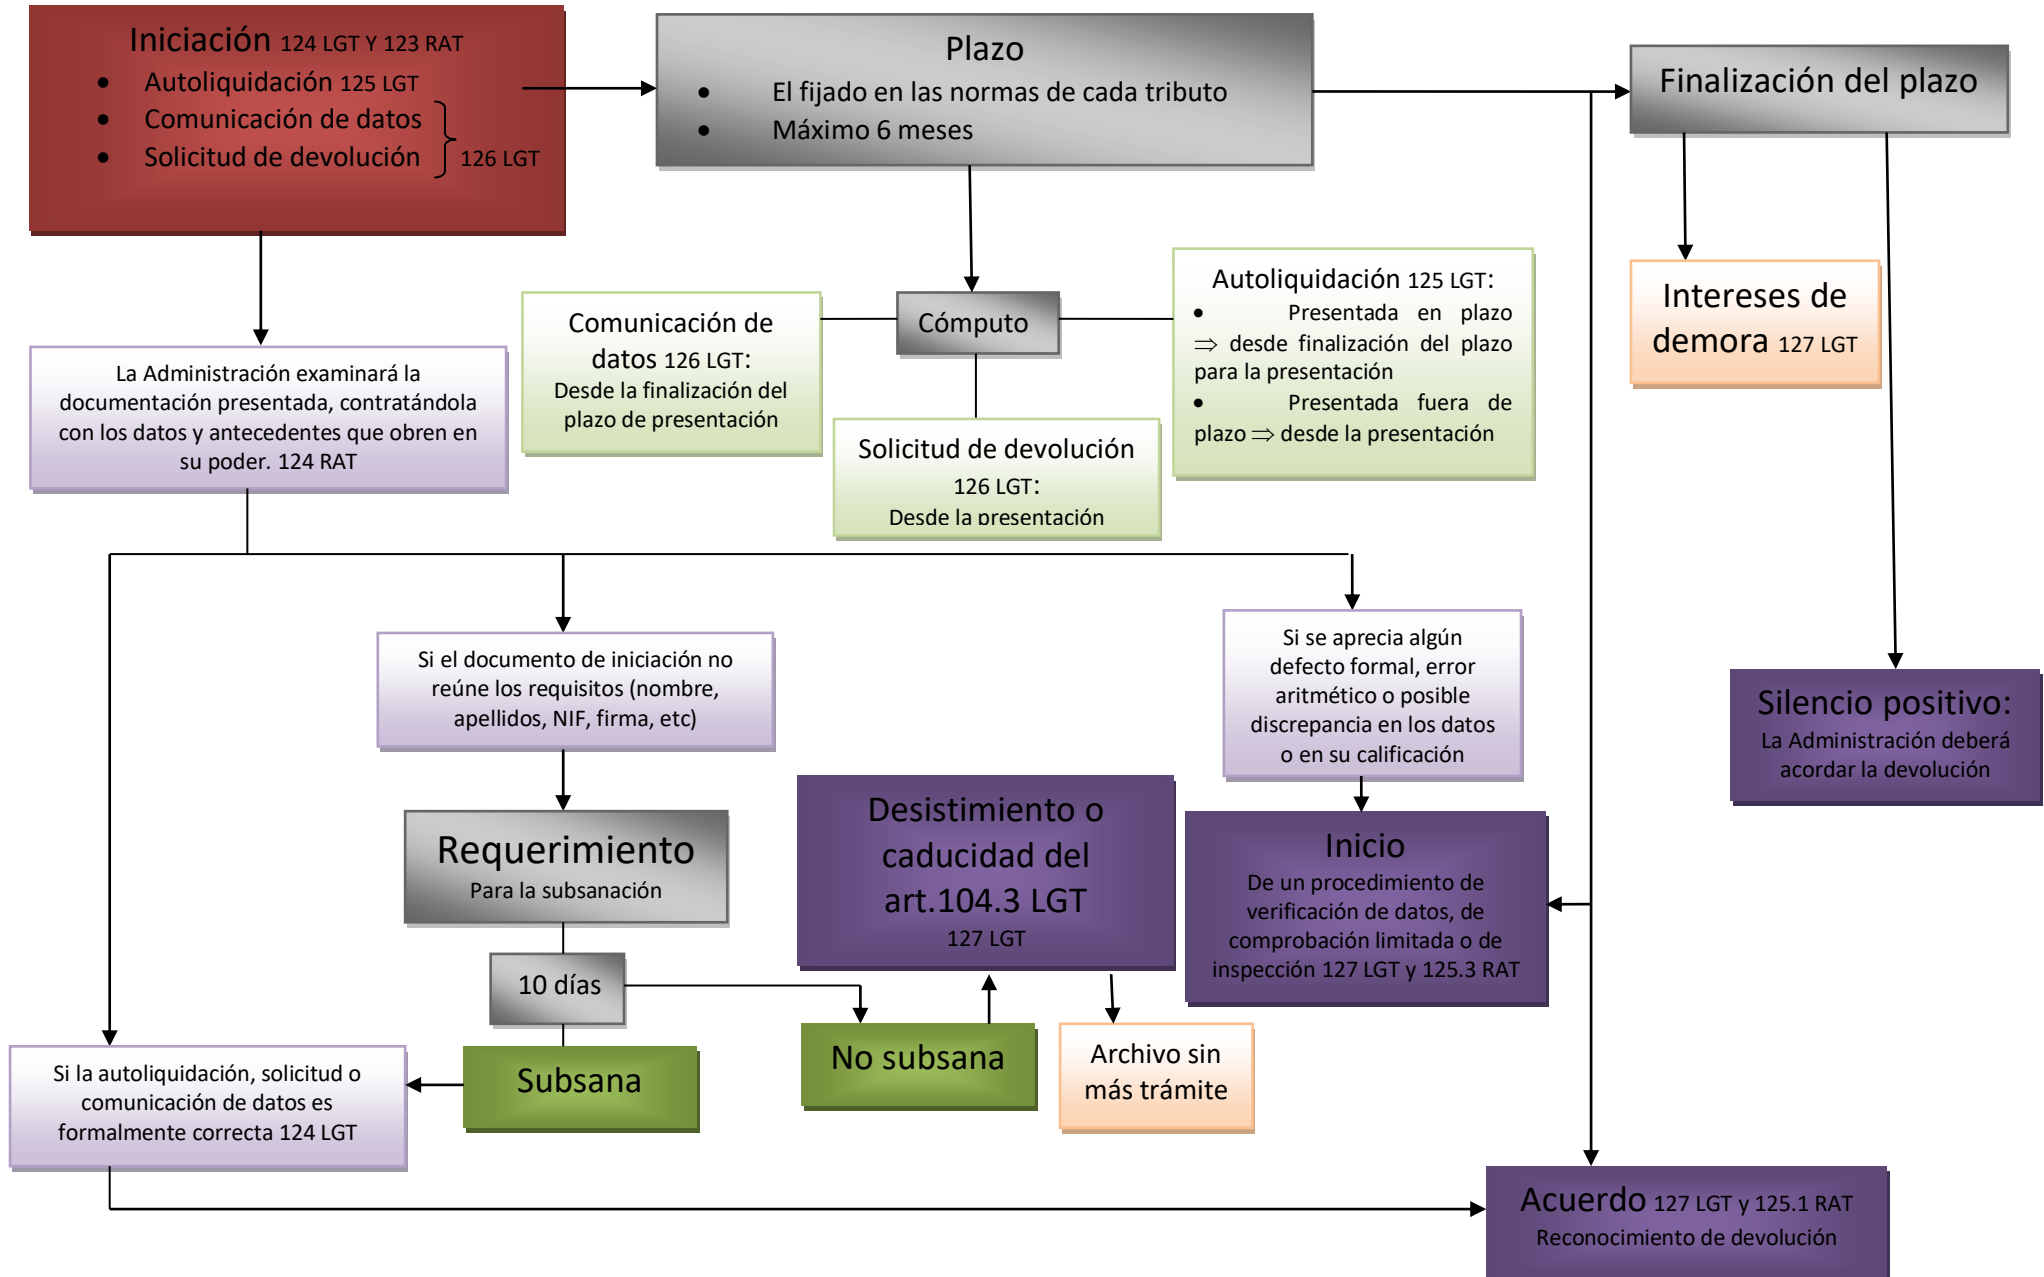 Iniciación 124 LGT Y 123 RAT
• Autoliquidación 125 LGT
• Comunicación de datos
• Solicitud de devolución
126 LGT
Plazo
• El fijado en las normas de cada tributo
• Máximo 6 meses
Finalización del plazo
Intereses de
demora 127 LGT
Autoliquidación 125 LGT:
• Presentada en plazo
⇒ desde finalización del plazo
para la presentación
• Presentada fuera de
plazo ⇒ desde la presentación
Cómputo
Comunicación de
datos 126 LGT:
Desde la finalización del
plazo de presentación
Solicitud de devolución
126 LGT:
Desde la presentación
La Administración examinará la
documentación presentada, contratándola
con los datos y antecedentes que obren en
su poder. 124 RAT
Si el documento de iniciación no
reúne los requisitos (nombre,
apellidos, NIF, firma, etc)
Si se aprecia algún
defecto formal, error
aritmético o posible
discrepancia en los datos
o en su calificación
Silencio positivo:
La Administración deberá
acordar la devolución
Requerimiento
Para la subsanación
Desistimiento o
caducidad del
art.104.3 LGT
127 LGT
Inicio
De un procedimiento de
verificación de datos, de
comprobación limitada o de
inspección 127 LGT y 125.3 RAT
10 días
Subsana
No subsana
Archivo sin
más trámite
Si la autoliquidación, solicitud o
comunicación de datos es
formalmente correcta 124 LGT
Acuerdo 127 LGT y 125.1 RAT
Reconocimiento de devolución